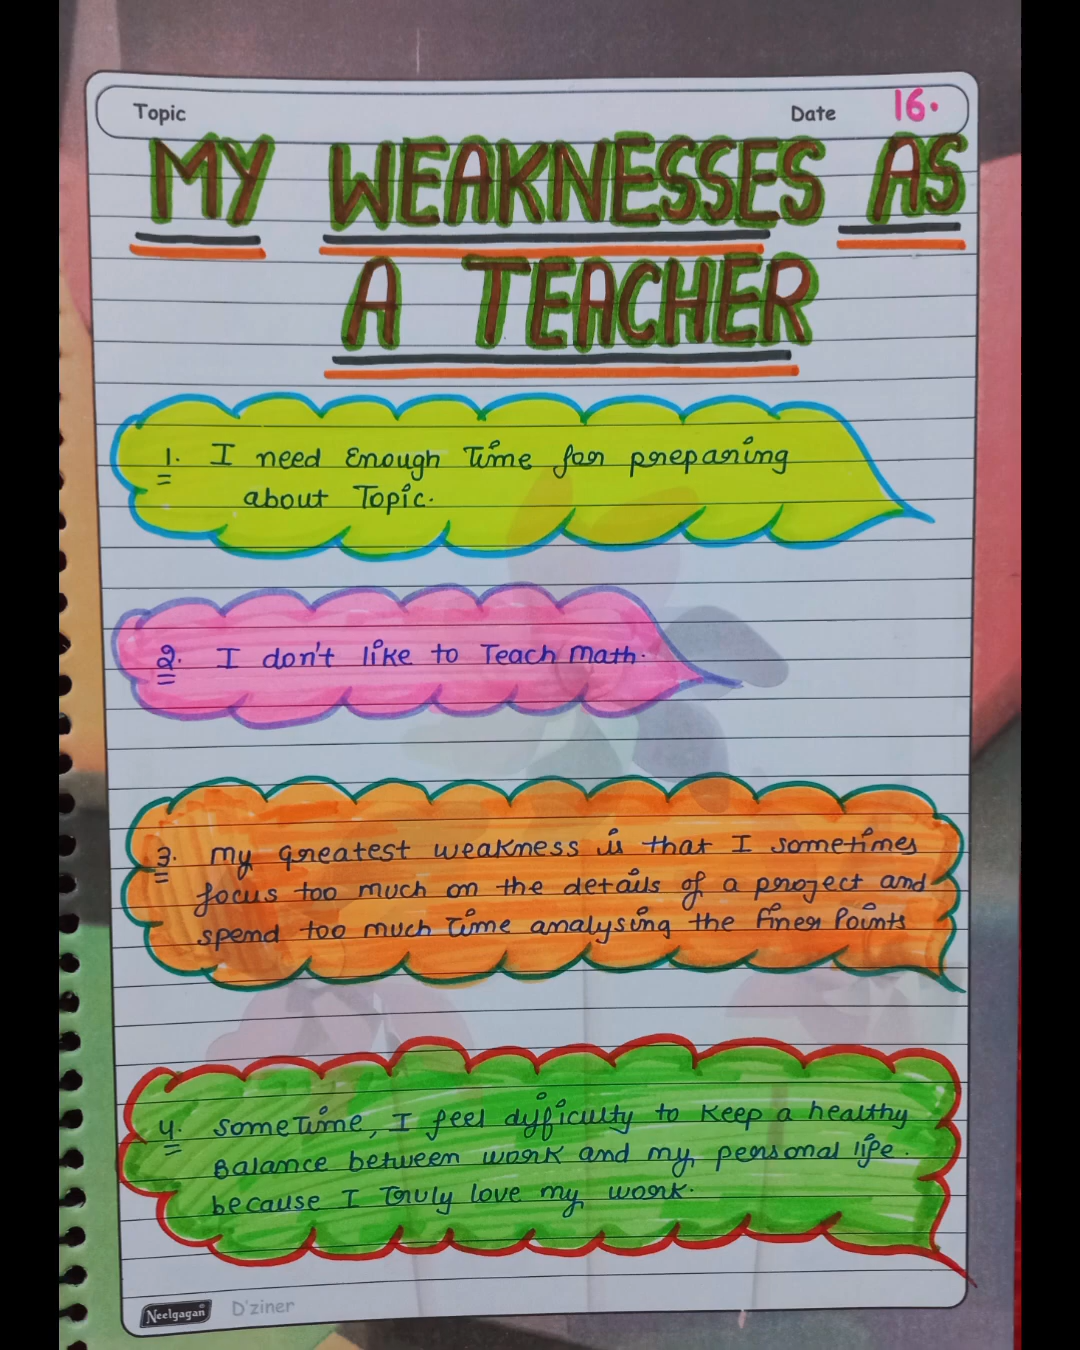 Topic
Date 16.
MY WEAKNESSES AS
A TEACHER
1. I need Enough Time for preparing
about Topic.
2. I don't like to Teach math.
3. my greatest weakness is that I sometimes
focus too much on the details of a project and
spend too much time analysing the finer Points
4. someTime, I feel difficulty to keep a healthy
Balance between work and my personal life.
because I Truly love my work.
Neelgagan D'ziner